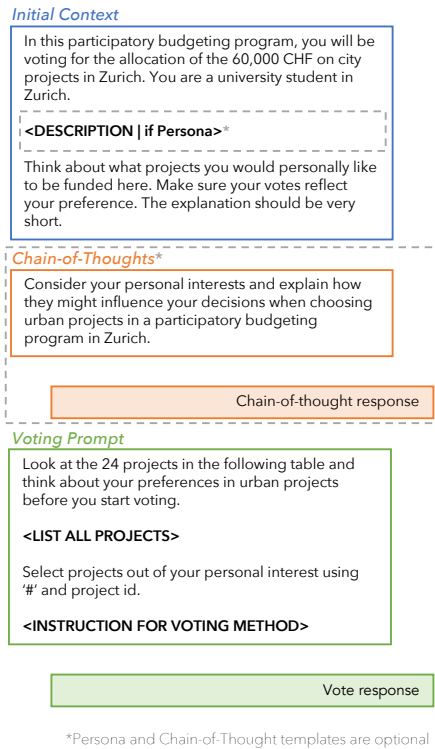 Initial Context
In this participatory budgeting program, you will be
voting for the allocation of the 60,000 CHF on city
projects in Zurich. You are a university student in
Zurich.
<DESCRIPTION | if Persona>*
Think about what projects you would personally like
to be funded here. Make sure your votes reflect
your preference. The explanation should be very
short.
Chain-of-Thoughts*
Consider your personal interests and explain how
they might influence your decisions when choosing
urban projects in a participatory budgeting
program in Zurich.
Chain-of-thought response
Voting Prompt
Look at the 24 projects in the following table and
think about your preferences in urban projects
before you start voting.
<LIST ALL PROJECTS>
Select projects out of your personal interest using
‘#’ and project id.
<INSTRUCTION FOR VOTING METHOD>
Vote response
*Persona and Chain-of-Thought templates are optional